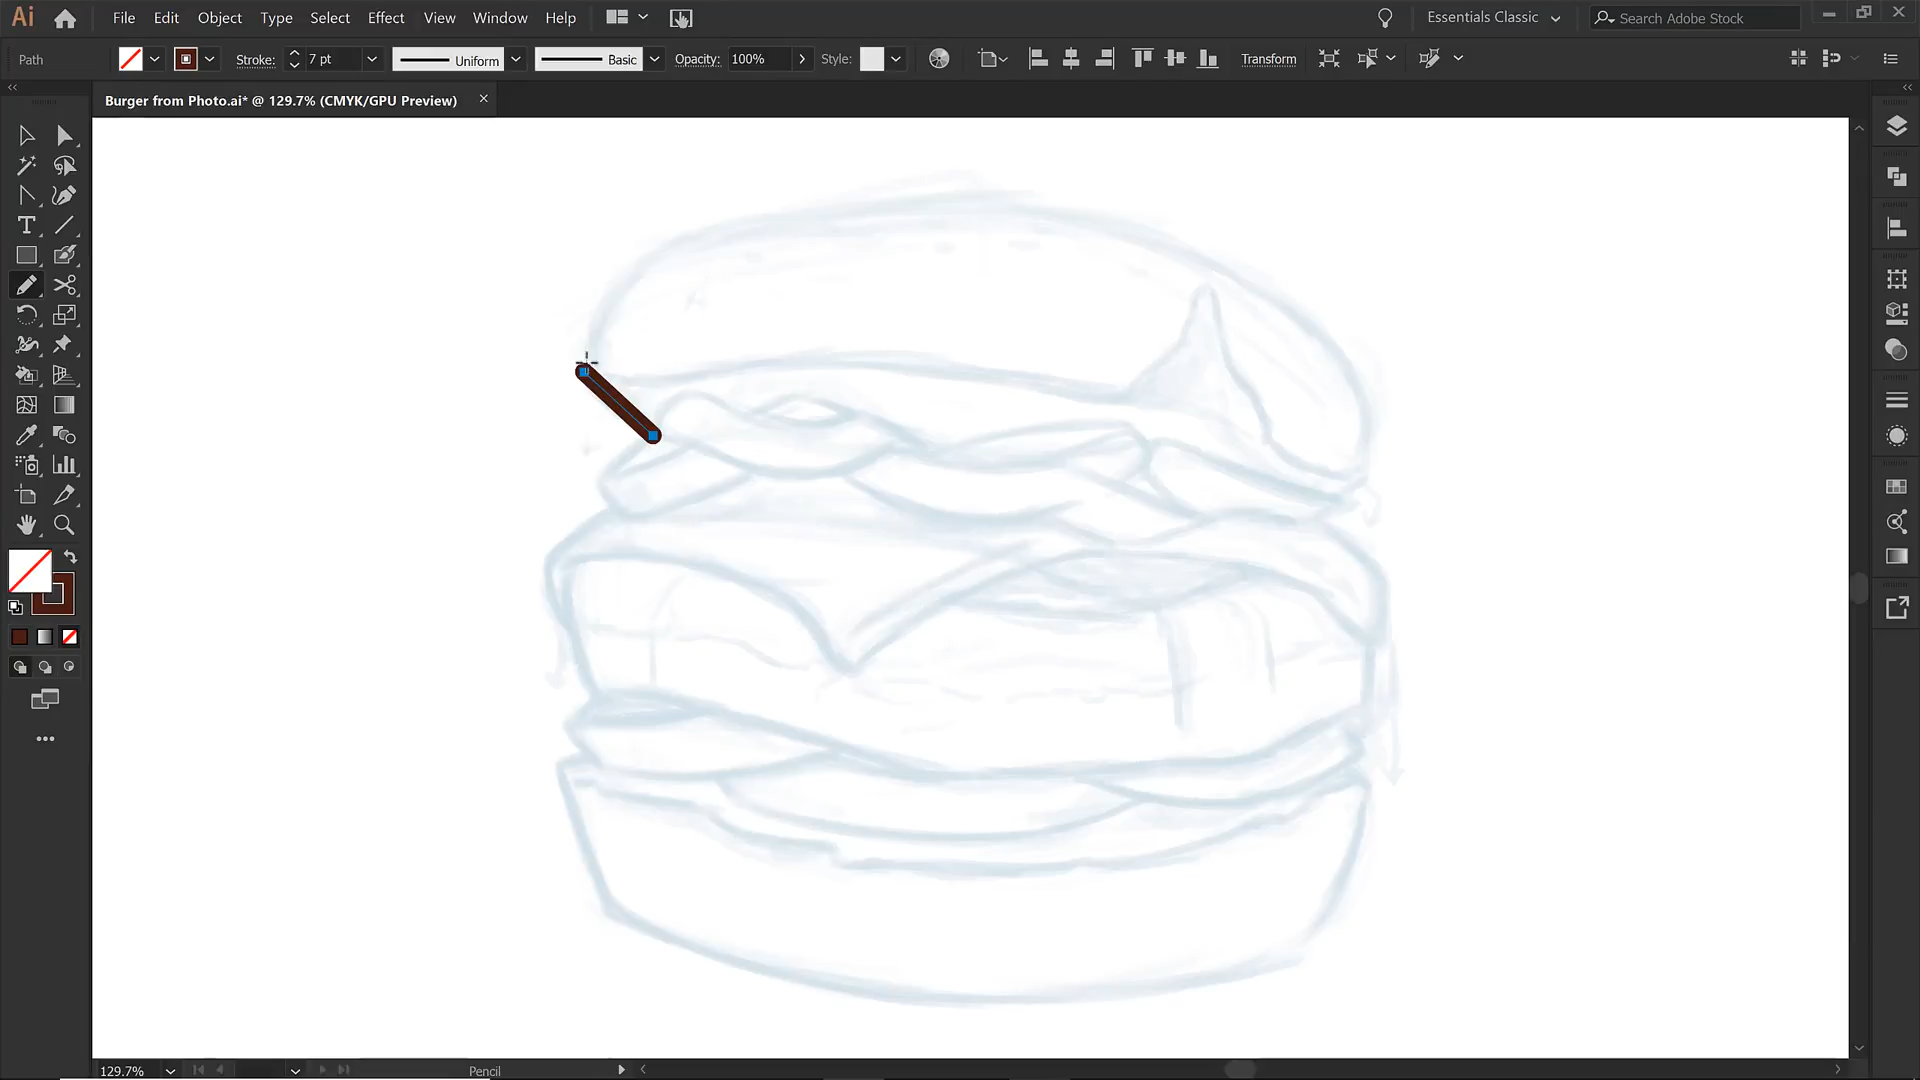 Ai File Edit Object Type Select Effect View Window Help Essentials Classic Search Adobe Stock
Path Stroke: 7 pt Uniform Basic Opacity: 100% Style: Transform
Burger from Photo.ai* @ 129.7% (CMYK/GPU Preview)
T
129.7% Pencil